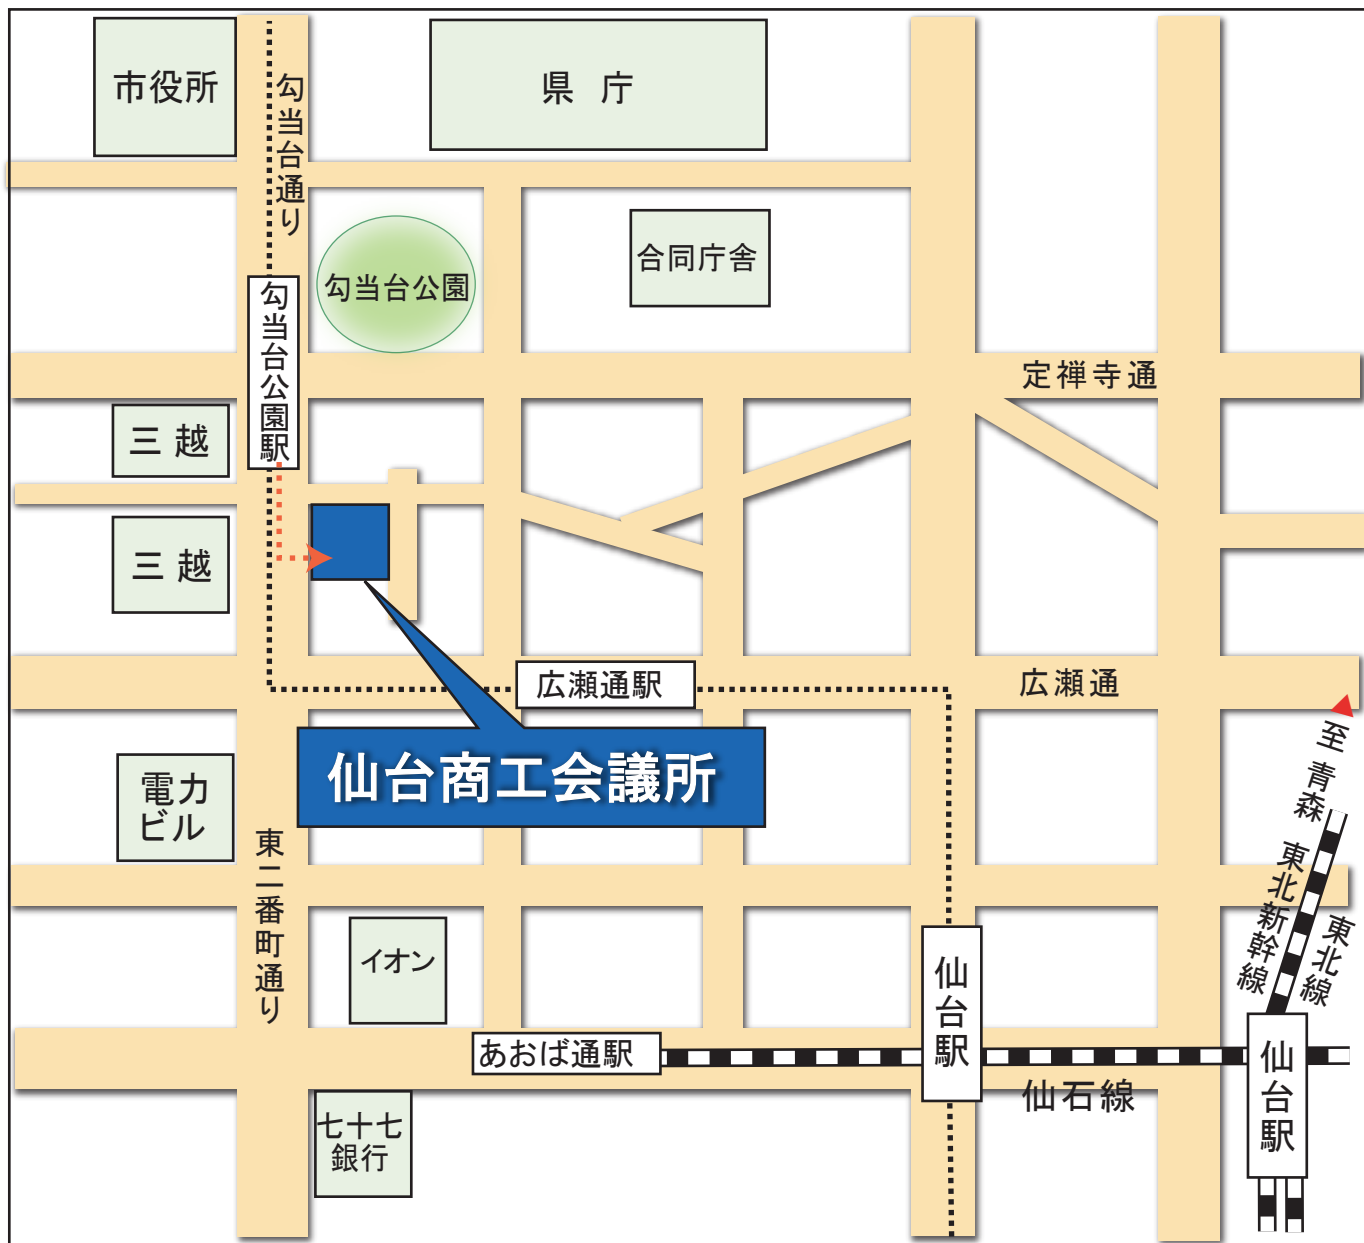 市役所
県 庁
勾当台通り
合同庁舎
勾当台公園
勾当台公園駅
定禅寺通
三 越
三 越
広瀬通駅
広瀬通
至 青森
仙台商工会議所
電力
ビル
東二番町通り
東北新幹線
東北線
イオン
仙台駅
あおば通駅
仙石線
仙台駅
七十七
銀行